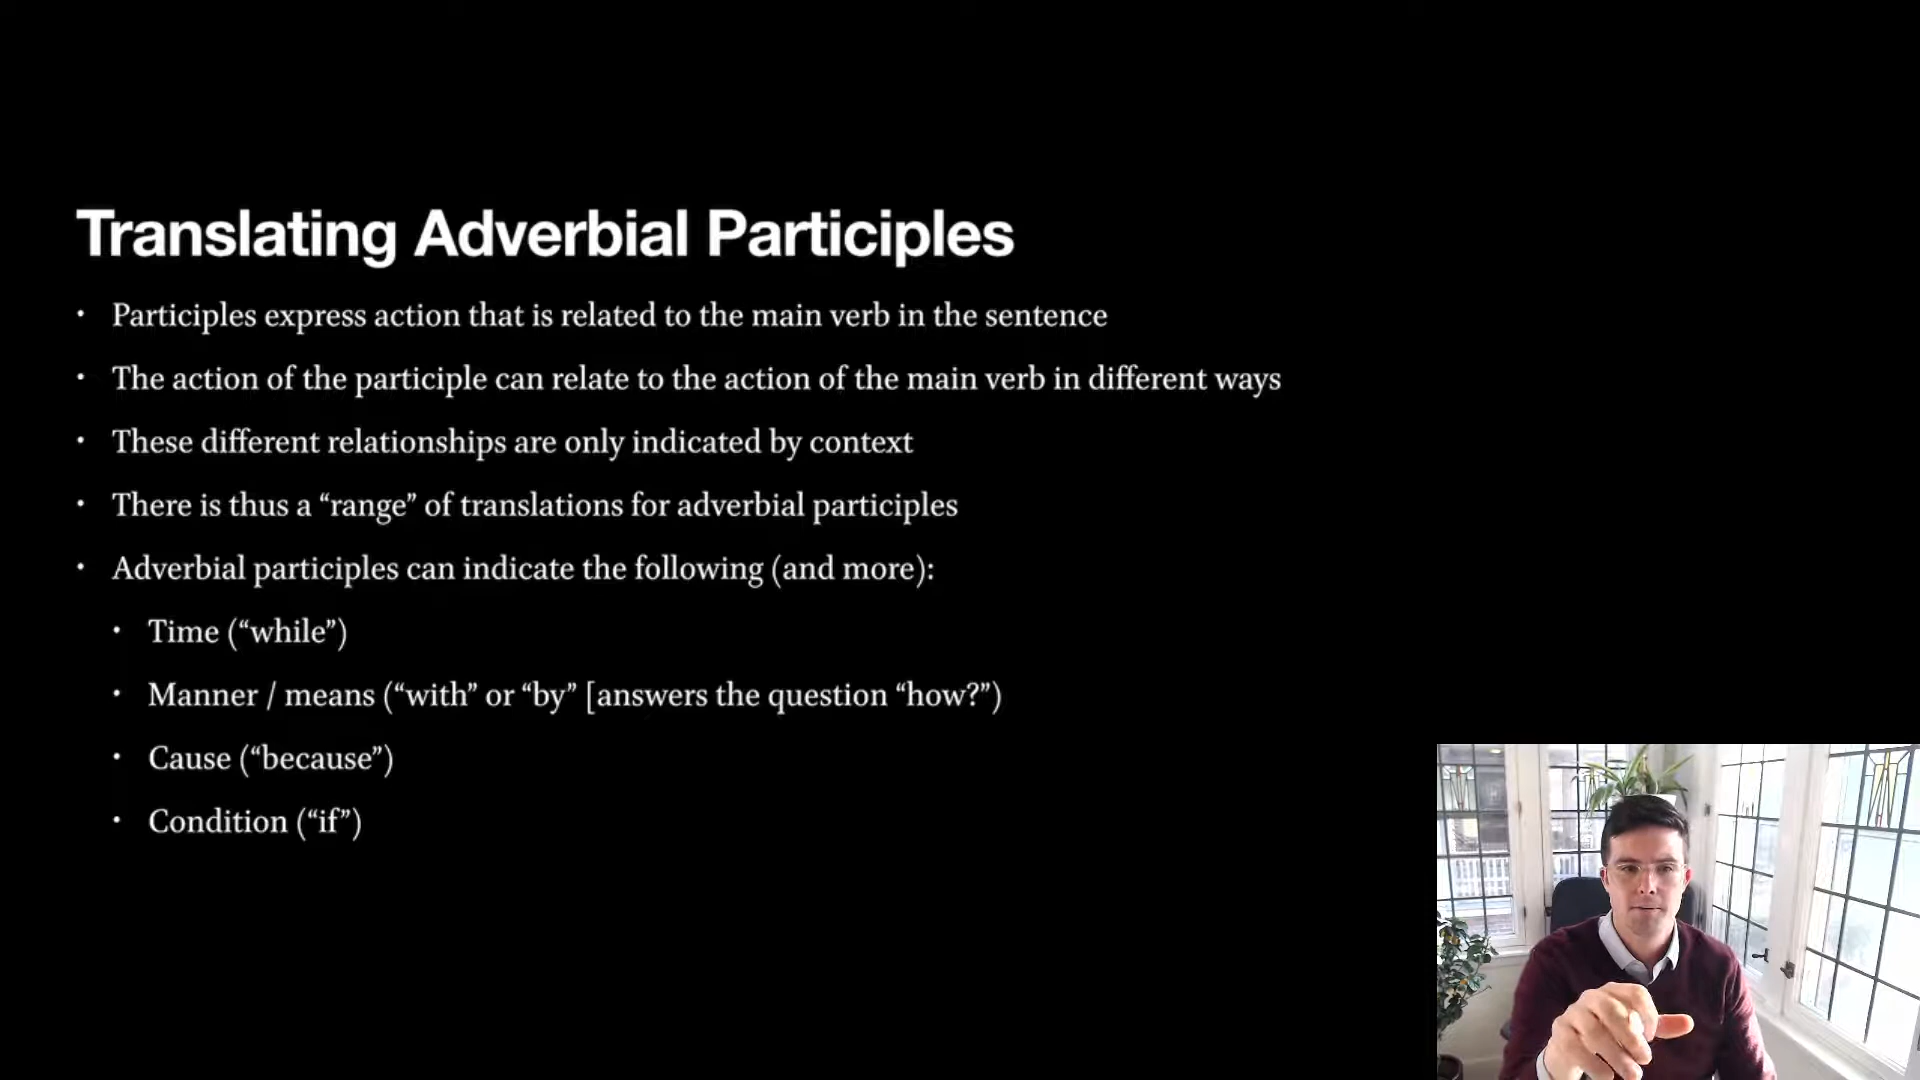 Translating Adverbial Participles
• Participles express action that is related to the main verb in the sentence
• The action of the participle can relate to the action of the main verb in different ways
• These different relationships are only indicated by context
• There is thus a “range” of translations for adverbial participles
• Adverbial participles can indicate the following (and more):
• Time (“while”)
• Manner / means (“with” or “by” [answers the question “how?”)
• Cause (“because”)
• Condition (“if”)